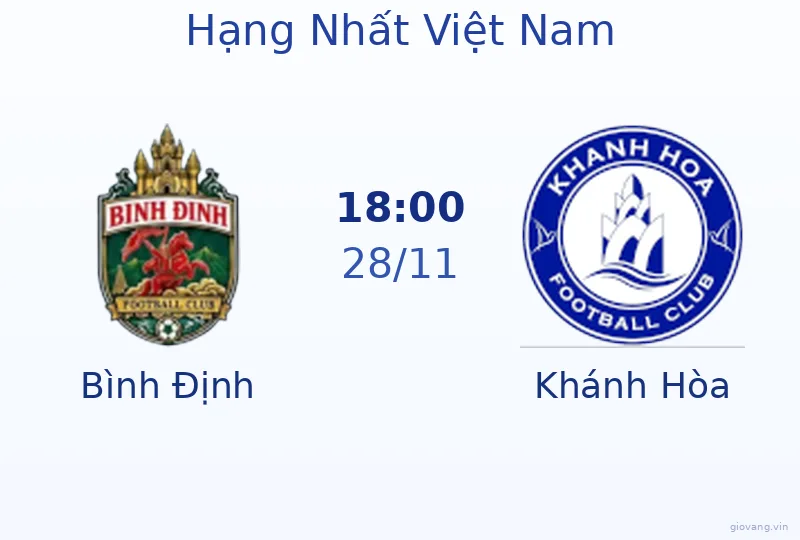 Hạng Nhất Việt Nam
BINH ĐINH
FOOTBALL CLUB
18:00
28/11
KHANH HOA
FOOTBALL CLUB
Bình Định
Khánh Hòa
giovang.vin